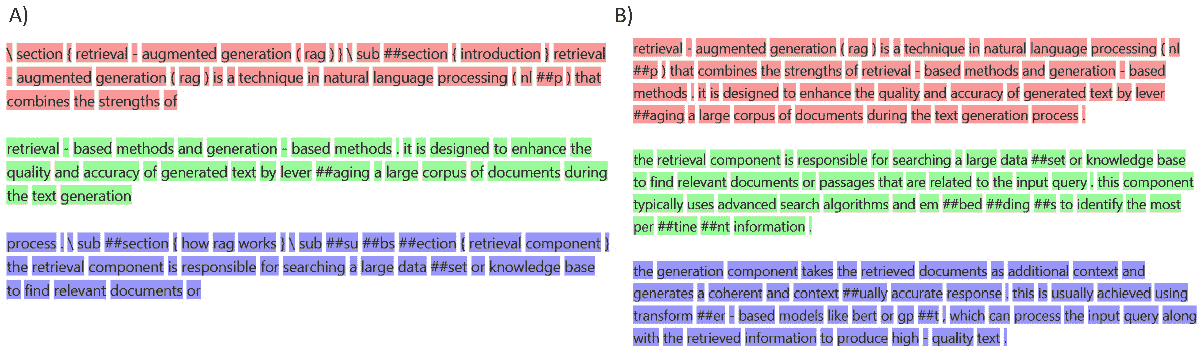 A)
\ section { retrieval - augmented generation ( rag ) } \ sub ##section { introduction } retrieval
- augmented generation ( rag ) is a technique in natural language processing ( nl ##p ) that
combines the strengths of
retrieval - based methods and generation - based methods . it is designed to enhance the
quality and accuracy of generated text by lever ##aging a large corpus of documents during
the text generation
process . \ sub ##section { how rag works } \ sub ##su ##bs ##ection { retrieval component }
the retrieval component is responsible for searching a large data ##set or knowledge base
to find relevant documents or
B)
retrieval - augmented generation ( rag ) is a technique in natural language processing ( nl
##p ) that combines the strengths of retrieval - based methods and generation - based
methods . it is designed to enhance the quality and accuracy of generated text by lever
##aging a large corpus of documents during the text generation process .
the retrieval component is responsible for searching a large data ##set or knowledge base
to find relevant documents or passages that are related to the input query . this component
typically uses advanced search algorithms and em ##bed ##ding ##s to identify the most
per ##tine ##nt information .
the generation component takes the retrieved documents as additional context and
generates a coherent and context ##ually accurate response . this is usually achieved using
transform ##er - based models like bert or gp ##t , which can process the input query along
with the retrieved information to produce high - quality text .